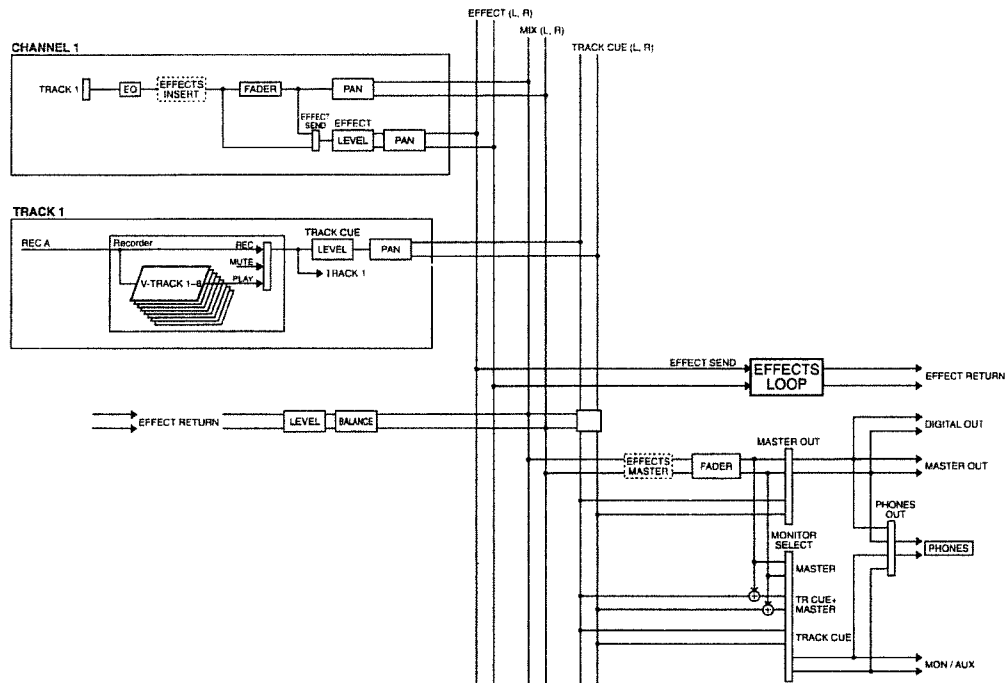 EFFECT (L, R)
MIX (L, R)
TRACK CUE (L, R)
CHANNEL 1
TRACK 1
EQ
EFFECTS
INSERT
FADER
PAN
EFFECT
SEND
EFFECT
LEVEL
PAN
TRACK 1
REC A
Recorder
REC
MUTE
PLAY
V-TRACK 1–8
TRACK CUE
LEVEL
PAN
TRACK 1
EFFECT SEND
EFFECTS
LOOP
EFFECT RETURN
EFFECT RETURN
LEVEL
BALANCE
DIGITAL OUT
MASTER OUT
EFFECTS
MASTER
FADER
MASTER OUT
PHONES
OUT
PHONES
MONITOR
SELECT
MASTER
TR CUE+
MASTER
TRACK CUE
MON / AUX